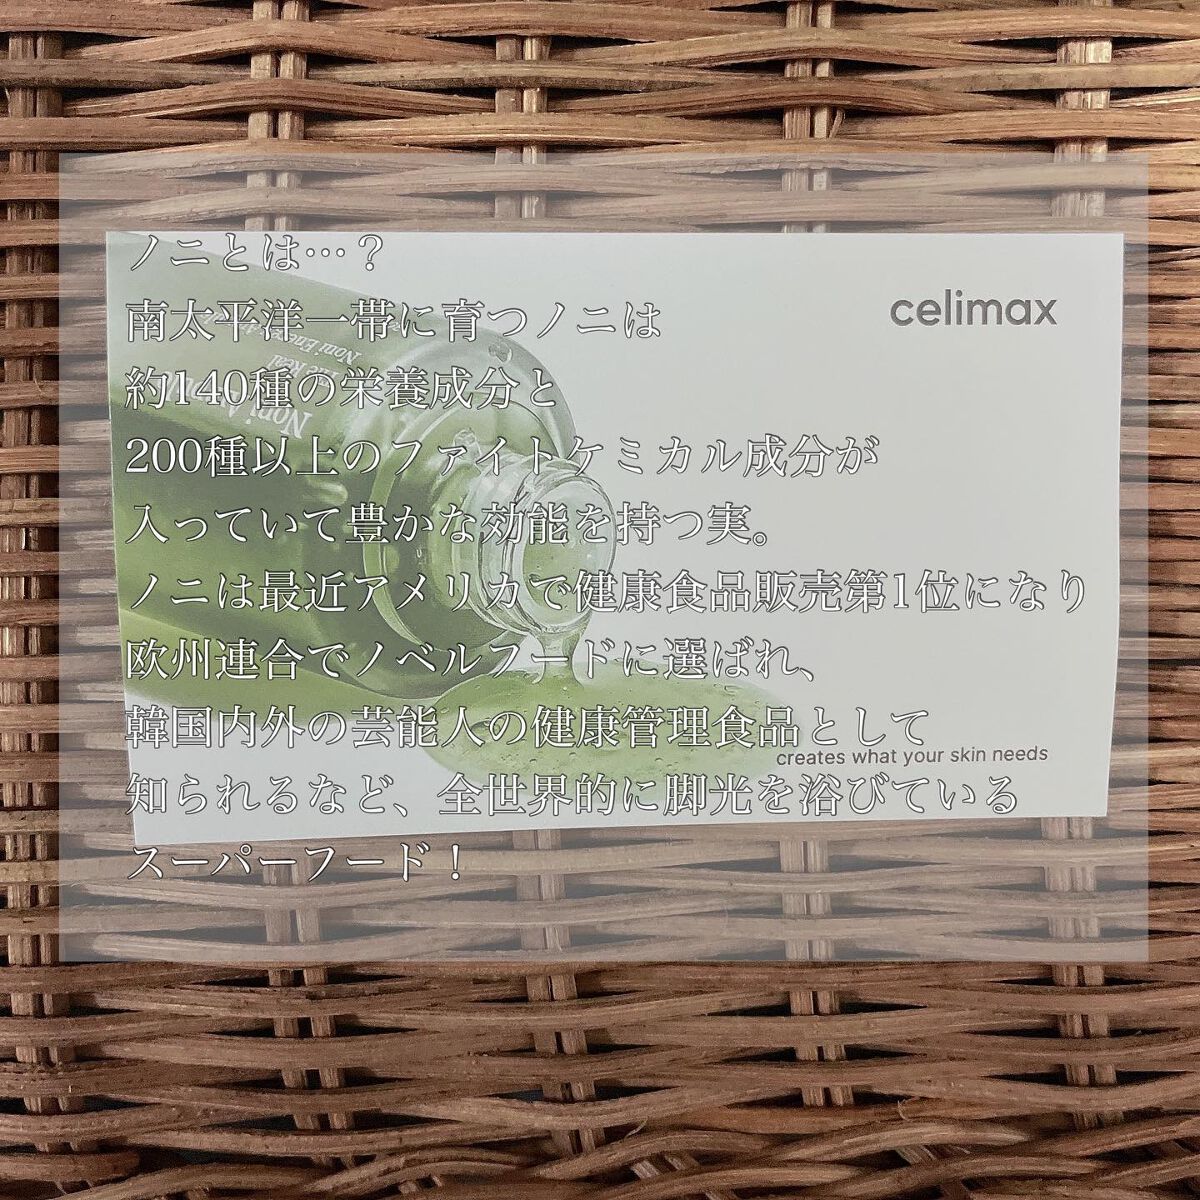 ノニとは…？
celimax
南太平洋一帯に育つノニは
約140種の栄養成分と
200種以上のファイトケミカル成分が
入っていて豊かな効能を持つ実。
ノニは最近アメリカで健康食品販売第1位になり
欧州連合でノベルフードに選ばれ、
韓国内外の芸能人の健康管理食品として
creates what your skin needs
知られるなど、全世界的に脚光を浴びている
スーパーフード！
The Real
Noni